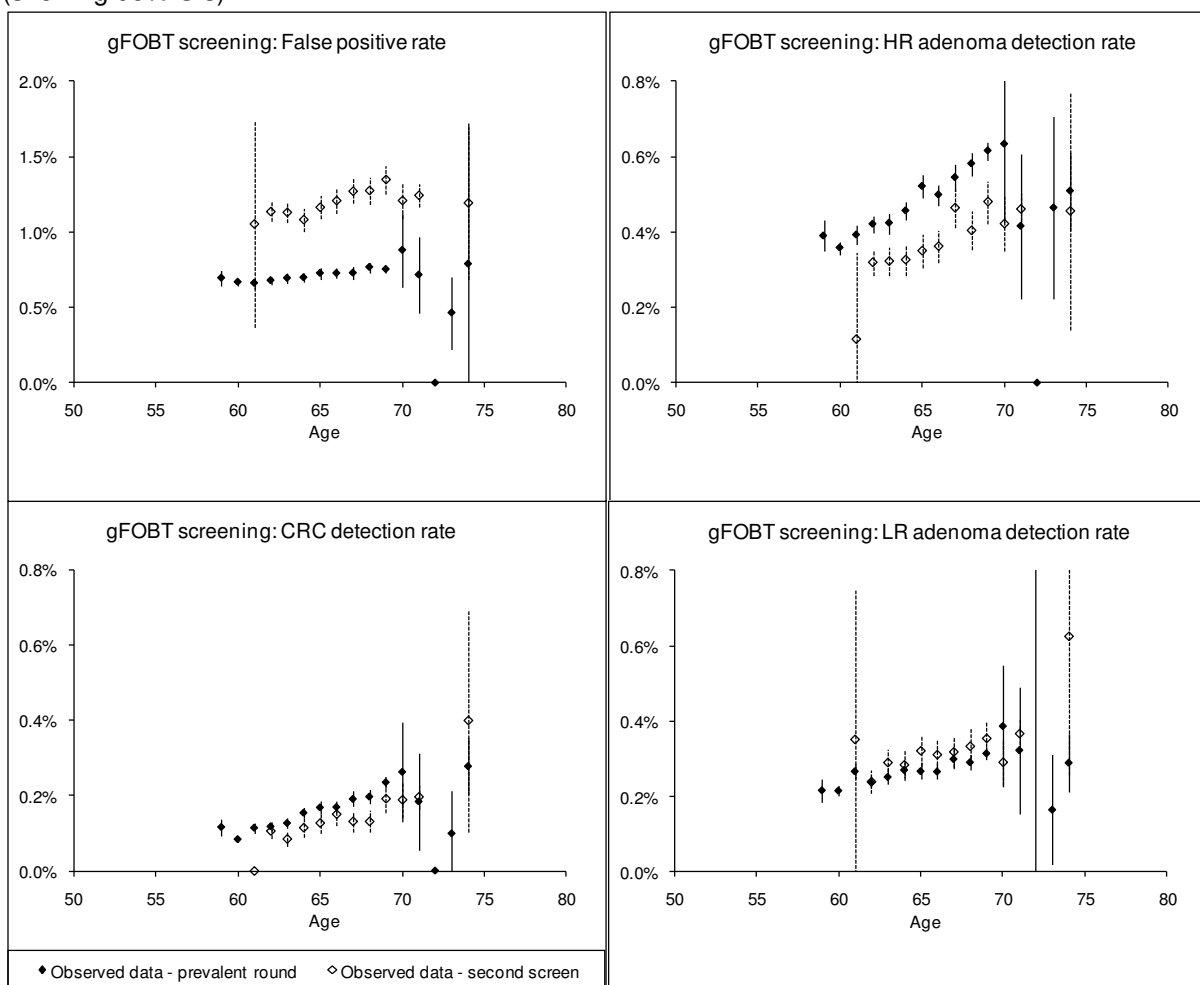 gFOBT screening: False positive rate
2.0%
1.5%
1.0%
0.5%
0.0%
50 55 60 65 70 75 80
Age
gFOBT screening: HR adenoma detection rate
0.8%
0.6%
0.4%
0.2%
0.0%
50 55 60 65 70 75 80
Age
gFOBT screening: CRC detection rate
0.8%
0.6%
0.4%
0.2%
0.0%
50 55 60 65 70 75 80
Age
Observed data - prevalent round Observed data - second screen
gFOBT screening: LR adenoma detection rate
0.8%
0.6%
0.4%
0.2%
0.0%
50 55 60 65 70 75 80
Age